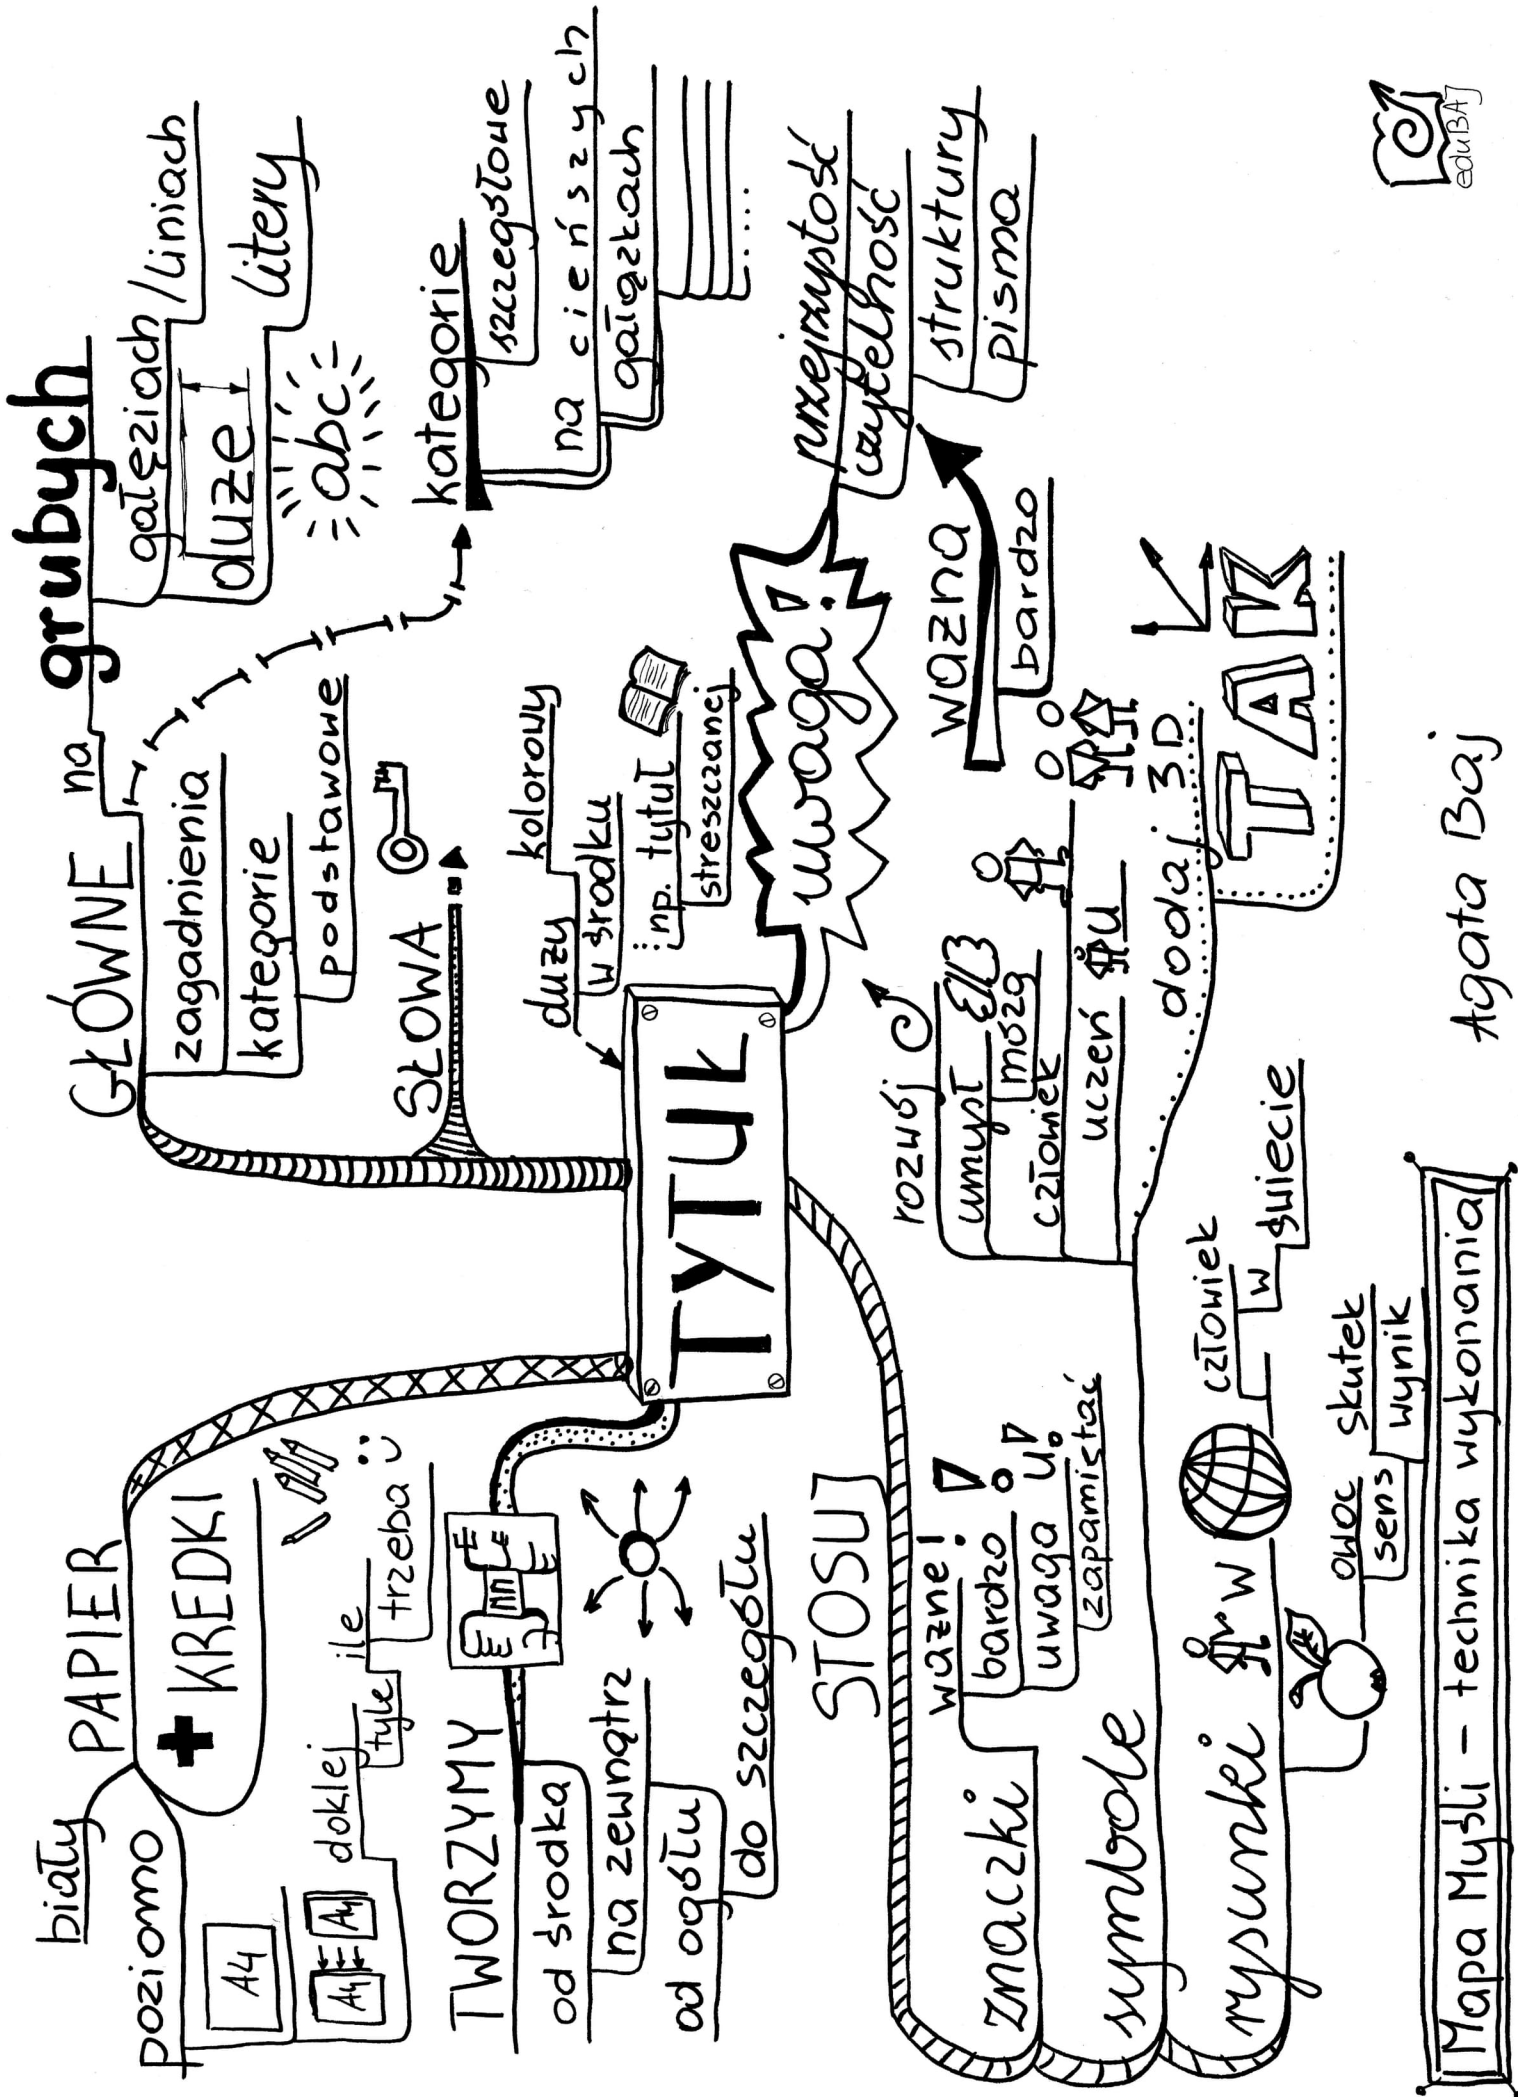 biały
PAPIER
poziomo
+ KREDKI
A4
A4 A4
doklej
tyle
ile
trzeba
TWORZYMY
od środka
na zewnątrz
od ogółu
do szczegółu
GŁÓWNE
na
grubych
gałęziach / liniach
duże
litery
abc
zagadnienia
kategorie
podstawowe
SŁOWA
kategorie
szczegółowe
na cieńszych
gałązkach
.....
duży
kolorowy
w środku
np. tytuł
streszczanej
TYTUŁ
uwaga!
przejrzystość
czytelność
struktury
pisma
ważna
bardzo
STOSUJ
znaczki
ważne!
bardzo !
uwaga u!
zapamiętać
symbole
rozwój
umysł
mózg
człowiek
uczeń
u
dodaj 3D
TAK
rysunki
w
człowiek
w
świecie
owoc
sens
skutek
wynik
Mapa Myśli – technika wykonania
Agata Baj
eduBAJ